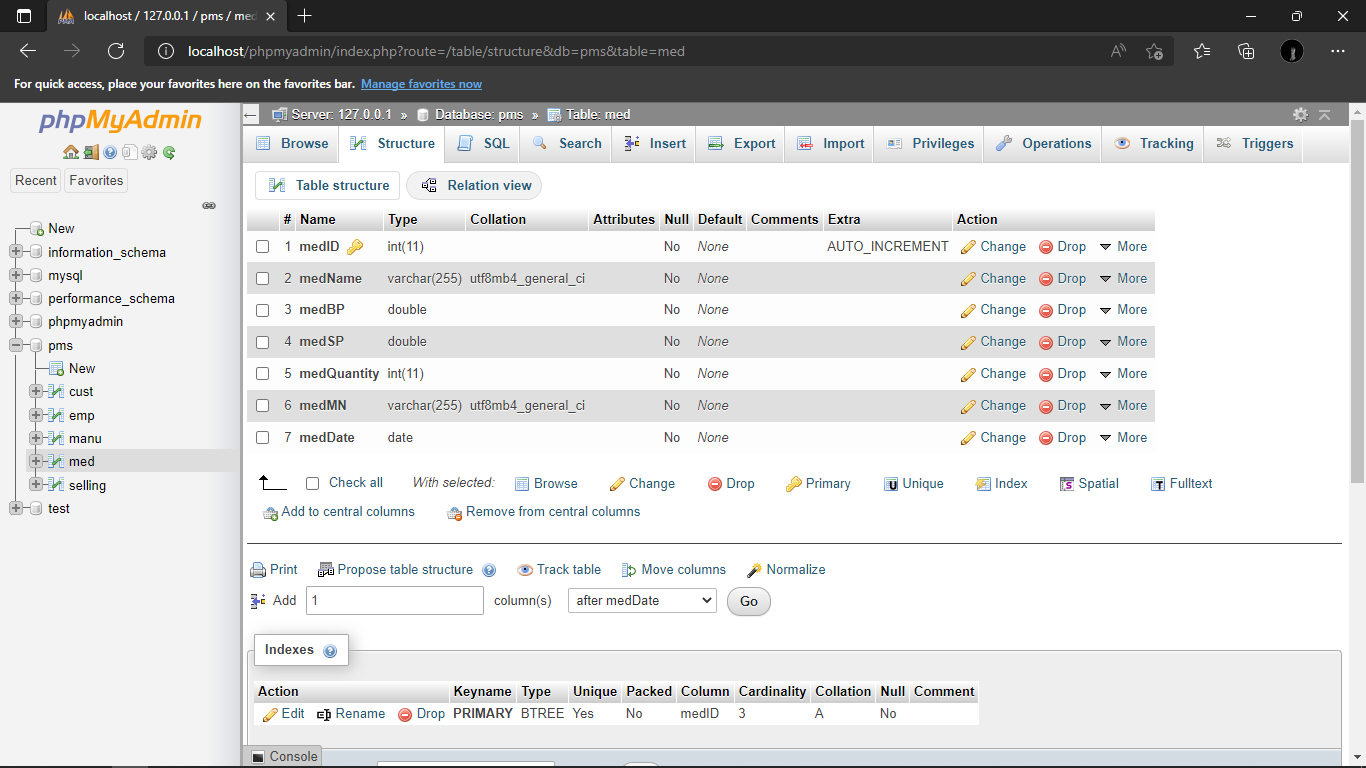 localhost / 127.0.0.1 / pms / med
localhost/phpmyadmin/index.php?route=/table/structure&db=pms&table=med
For quick access, place your favorites here on the favorites bar. Manage favorites now
phpMyAdmin
Recent Favorites
New
information_schema
mysql
performance_schema
phpmyadmin
pms
New
cust
emp
manu
med
selling
test
Server: 127.0.0.1 » Database: pms » Table: med
Browse Structure SQL Search Insert Export Import Privileges Operations Tracking Triggers
Table structure Relation view
# Name Type Collation Attributes Null Default Comments Extra Action
1 medID int(11) No None AUTO_INCREMENT Change Drop More
2 medName varchar(255) utf8mb4_general_ci No None Change Drop More
3 medBP double No None Change Drop More
4 medSP double No None Change Drop More
5 medQuantity int(11) No None Change Drop More
6 medMN varchar(255) utf8mb4_general_ci No None Change Drop More
7 medDate date No None Change Drop More
Check all With selected: Browse Change Drop Primary Unique Index Spatial Fulltext
Add to central columns Remove from central columns
Print Propose table structure Track table Move columns Normalize
Add 1 column(s) after medDate Go
Indexes
Action Keyname Type Unique Packed Column Cardinality Collation Null Comment
Edit Rename Drop PRIMARY BTREE Yes No medID 3 A No
Console